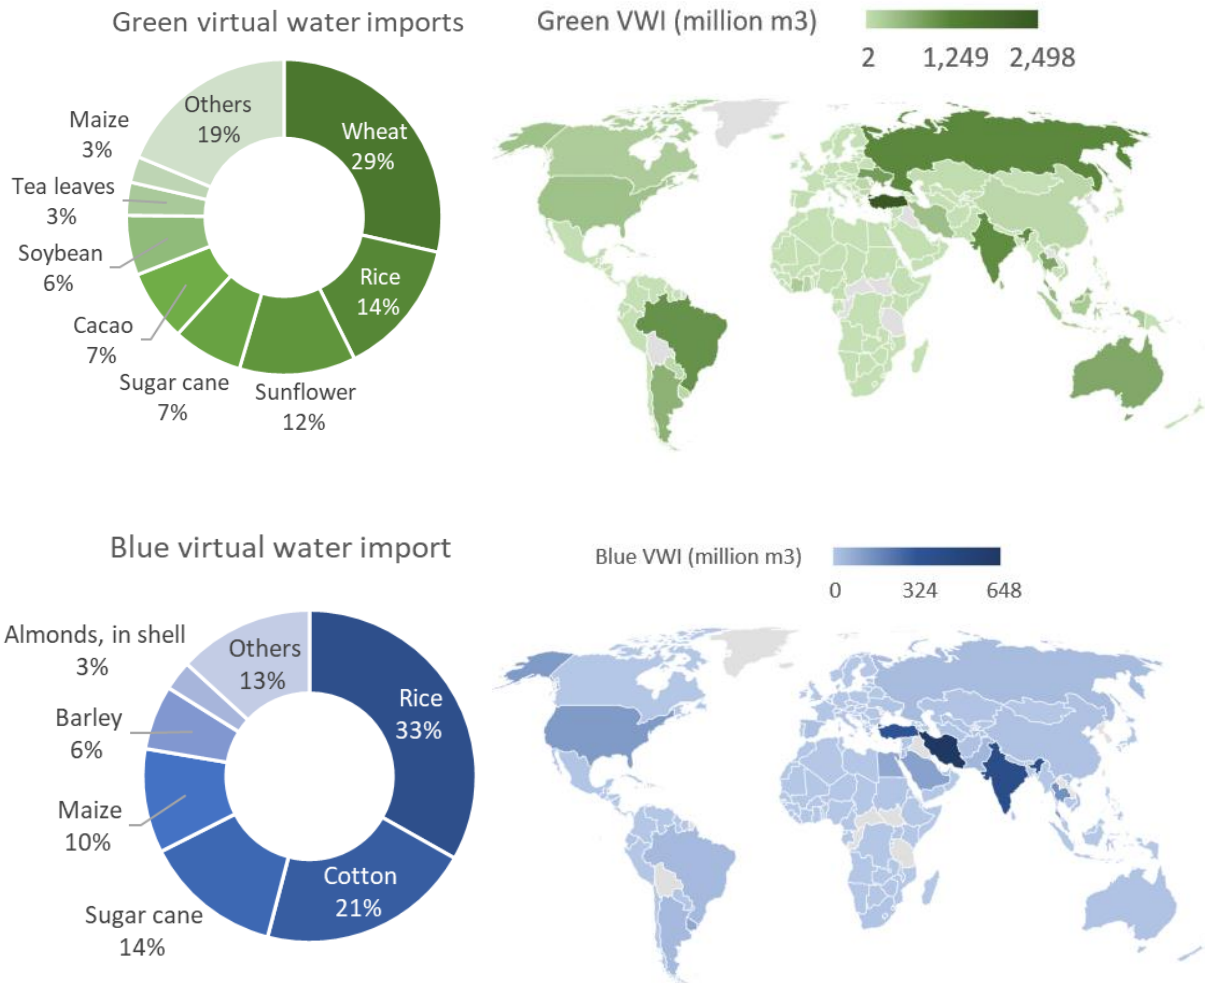 Green virtual water imports
Green VWI (million m3)
2 1,249 2,498
Others
19%
Maize
3%
Wheat
29%
Tea leaves
3%
Soybean
6%
Rice
14%
Cacao
7%
Sugar cane
7%
Sunflower
12%
Blue virtual water import
Blue VWI (million m3)
0 324 648
Almonds, in shell
3%
Others
13%
Rice
33%
Barley
6%
Maize
10%
Cotton
21%
Sugar cane
14%